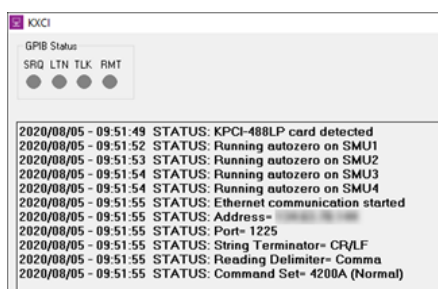 KXCI
GPIB Status
SRQ LTN TLK RMT
2020/08/05 - 09:51:49 STATUS: KPCI-488LP card detected
2020/08/05 - 09:51:52 STATUS: Running autozero on SMU1
2020/08/05 - 09:51:53 STATUS: Running autozero on SMU2
2020/08/05 - 09:51:54 STATUS: Running autozero on SMU3
2020/08/05 - 09:51:54 STATUS: Running autozero on SMU4
2020/08/05 - 09:51:55 STATUS: Ethernet communication started
2020/08/05 - 09:51:55 STATUS: Address=
2020/08/05 - 09:51:55 STATUS: Port= 1225
2020/08/05 - 09:51:55 STATUS: String Terminator= CR/LF
2020/08/05 - 09:51:55 STATUS: Reading Delimiter= Comma
2020/08/05 - 09:51:55 STATUS: Command Set= 4200A (Normal)